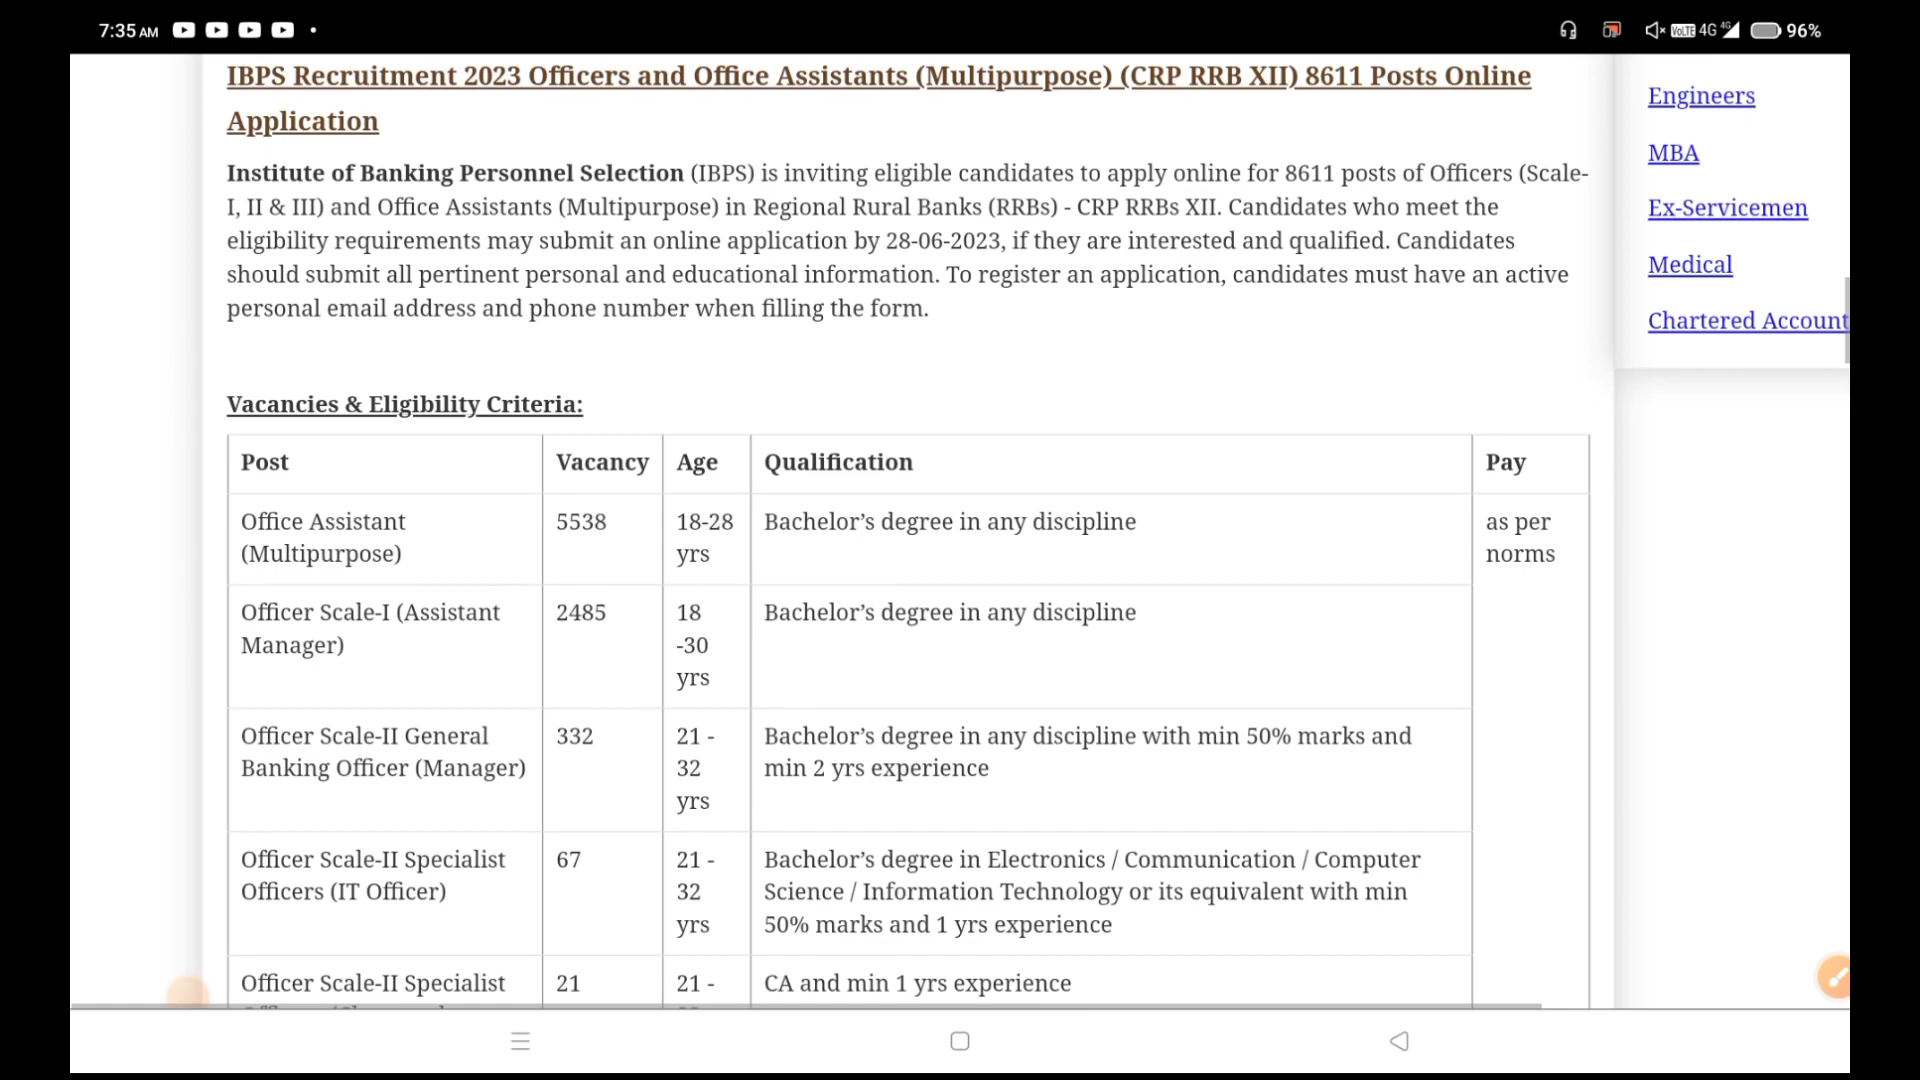 7:35 AM
VoLTE 4G 4G 96%
IBPS Recruitment 2023 Officers and Office Assistants (Multipurpose) (CRP RRB XII) 8611 Posts Online
Application
Institute of Banking Personnel Selection (IBPS) is inviting eligible candidates to apply online for 8611 posts of Officers (Scale-
I, II & III) and Office Assistants (Multipurpose) in Regional Rural Banks (RRBs) - CRP RRBs XII. Candidates who meet the
eligibility requirements may submit an online application by 28-06-2023, if they are interested and qualified. Candidates
should submit all pertinent personal and educational information. To register an application, candidates must have an active
personal email address and phone number when filling the form.
Engineers
MBA
Ex-Servicemen
Medical
Chartered Account
Vacancies & Eligibility Criteria:
Post Vacancy Age Qualification Pay
Office Assistant 5538 18-28 Bachelor’s degree in any discipline as per
(Multipurpose) yrs norms
Officer Scale-I (Assistant 2485 18 Bachelor’s degree in any discipline
Manager) -30
yrs
Officer Scale-II General 332 21 - Bachelor’s degree in any discipline with min 50% marks and
Banking Officer (Manager) 32 min 2 yrs experience
yrs
Officer Scale-II Specialist 67 21 - Bachelor’s degree in Electronics / Communication / Computer
Officers (IT Officer) 32 Science / Information Technology or its equivalent with min
yrs 50% marks and 1 yrs experience
Officer Scale-II Specialist 21 21 - CA and min 1 yrs experience